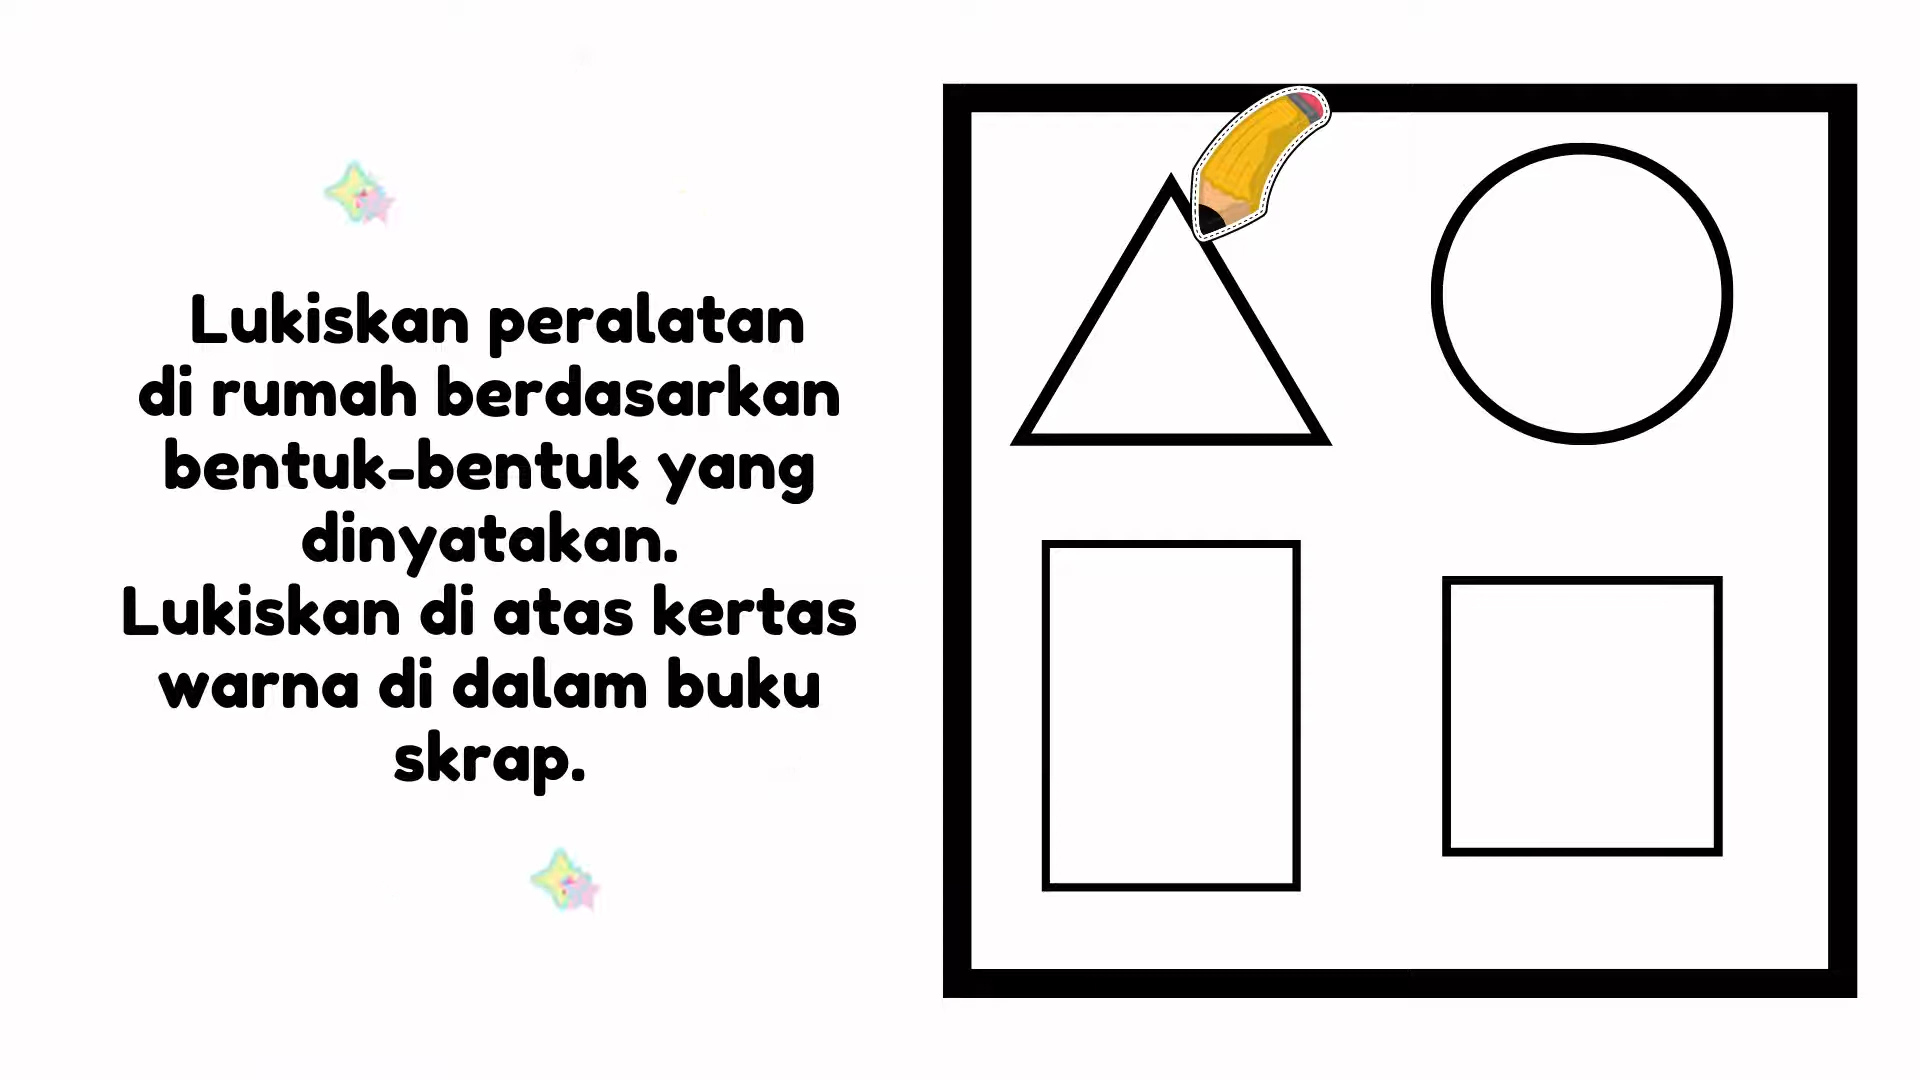 Lukiskan peralatan
di rumah berdasarkan
bentuk-bentuk yang
dinyatakan.
Lukiskan di atas kertas
warna di dalam buku
skrap.